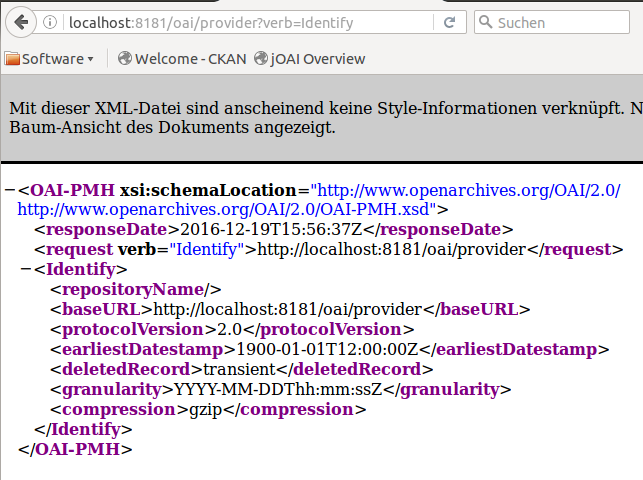 localhost:8181/oai/provider?verb=Identify
Suchen
Software
Welcome - CKAN
jOAI Overview
Mit dieser XML-Datei sind anscheinend keine Style-Informationen verknüpft. N
Baum-Ansicht des Dokuments angezeigt.
−<OAI-PMH xsi:schemaLocation="http://www.openarchives.org/OAI/2.0/
http://www.openarchives.org/OAI/2.0/OAI-PMH.xsd">
<responseDate>2016-12-19T15:56:37Z</responseDate>
<request verb="Identify">http://localhost:8181/oai/provider</request>
−<Identify>
<repositoryName/>
<baseURL>http://localhost:8181/oai/provider</baseURL>
<protocolVersion>2.0</protocolVersion>
<earliestDatestamp>1900-01-01T12:00:00Z</earliestDatestamp>
<deletedRecord>transient</deletedRecord>
<granularity>YYYY-MM-DDThh:mm:ssZ</granularity>
<compression>gzip</compression>
</Identify>
</OAI-PMH>